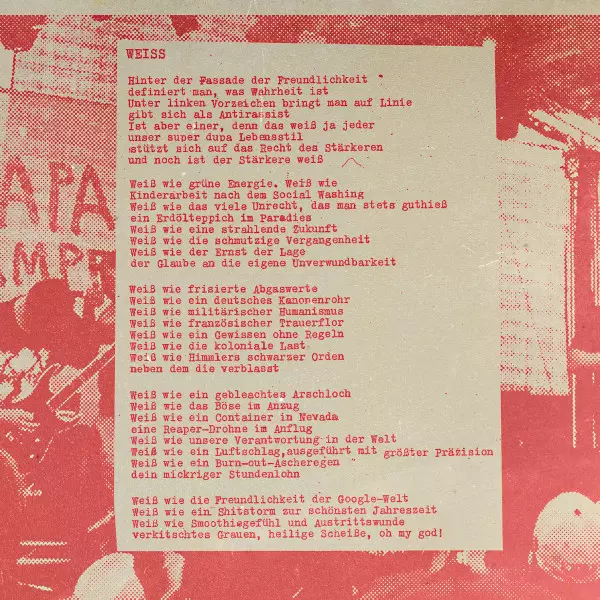 WEISS
Hinter der Fassade der Freundlichkeit
definiert man, was Wahrheit ist
Unter linken Vorzeichen bringt man auf Linie
gibt sich als Antirassist
Ist aber einer, denn das weiß ja jeder
unser super dupa Lebensstil
stützt sich auf das Recht des Stärkeren
und noch ist der Stärkere weiß
Weiß wie grüne Energie. Weiß wie
Kinderarbeit nach dem Social Washing
Weiß wie das viele Unrecht, das man stets guthieß
ein Erdölteppich im Paradies
Weiß wie eine strahlende Zukunft
Weiß wie die schmutzige Vergangenheit
Weiß wie der Ernst der Lage
der Glaube an die eigene Unverwundbarkeit
Weiß wie frisierte Abgaswerte
Weiß wie ein deutsches Kanonenrohr
Weiß wie militärischer Humanismus
Weiß wie französischer Trauerflor
Weiß wie ein Gewissen ohne Regeln
Weiß wie die koloniale Last
Weiß wie Himmlers schwarzer Orden
neben dem die verblasst
Weiß wie ein gebleachtes Arschloch
Weiß wie das Böse im Anzug
Weiß wie ein Container in Nevada
eine Reaper-Drohne im Anflug
Weiß wie unsere Verantwortung in der Welt
Weiß wie ein Luftschlag,ausgeführt mit größter Präzision
Weiß wie ein Burn-out-Ascheregen
dein mickriger Stundenlohn
Weiß wie die Freundlichkeit der Google-Welt
Weiß wie ein Shitstorm zur schönsten Jahreszeit
Weiß wie Smoothiegefühl und Austrittswunde
verkitschtes Grauen, heilige Scheiße, oh my god!
APA
AMPF